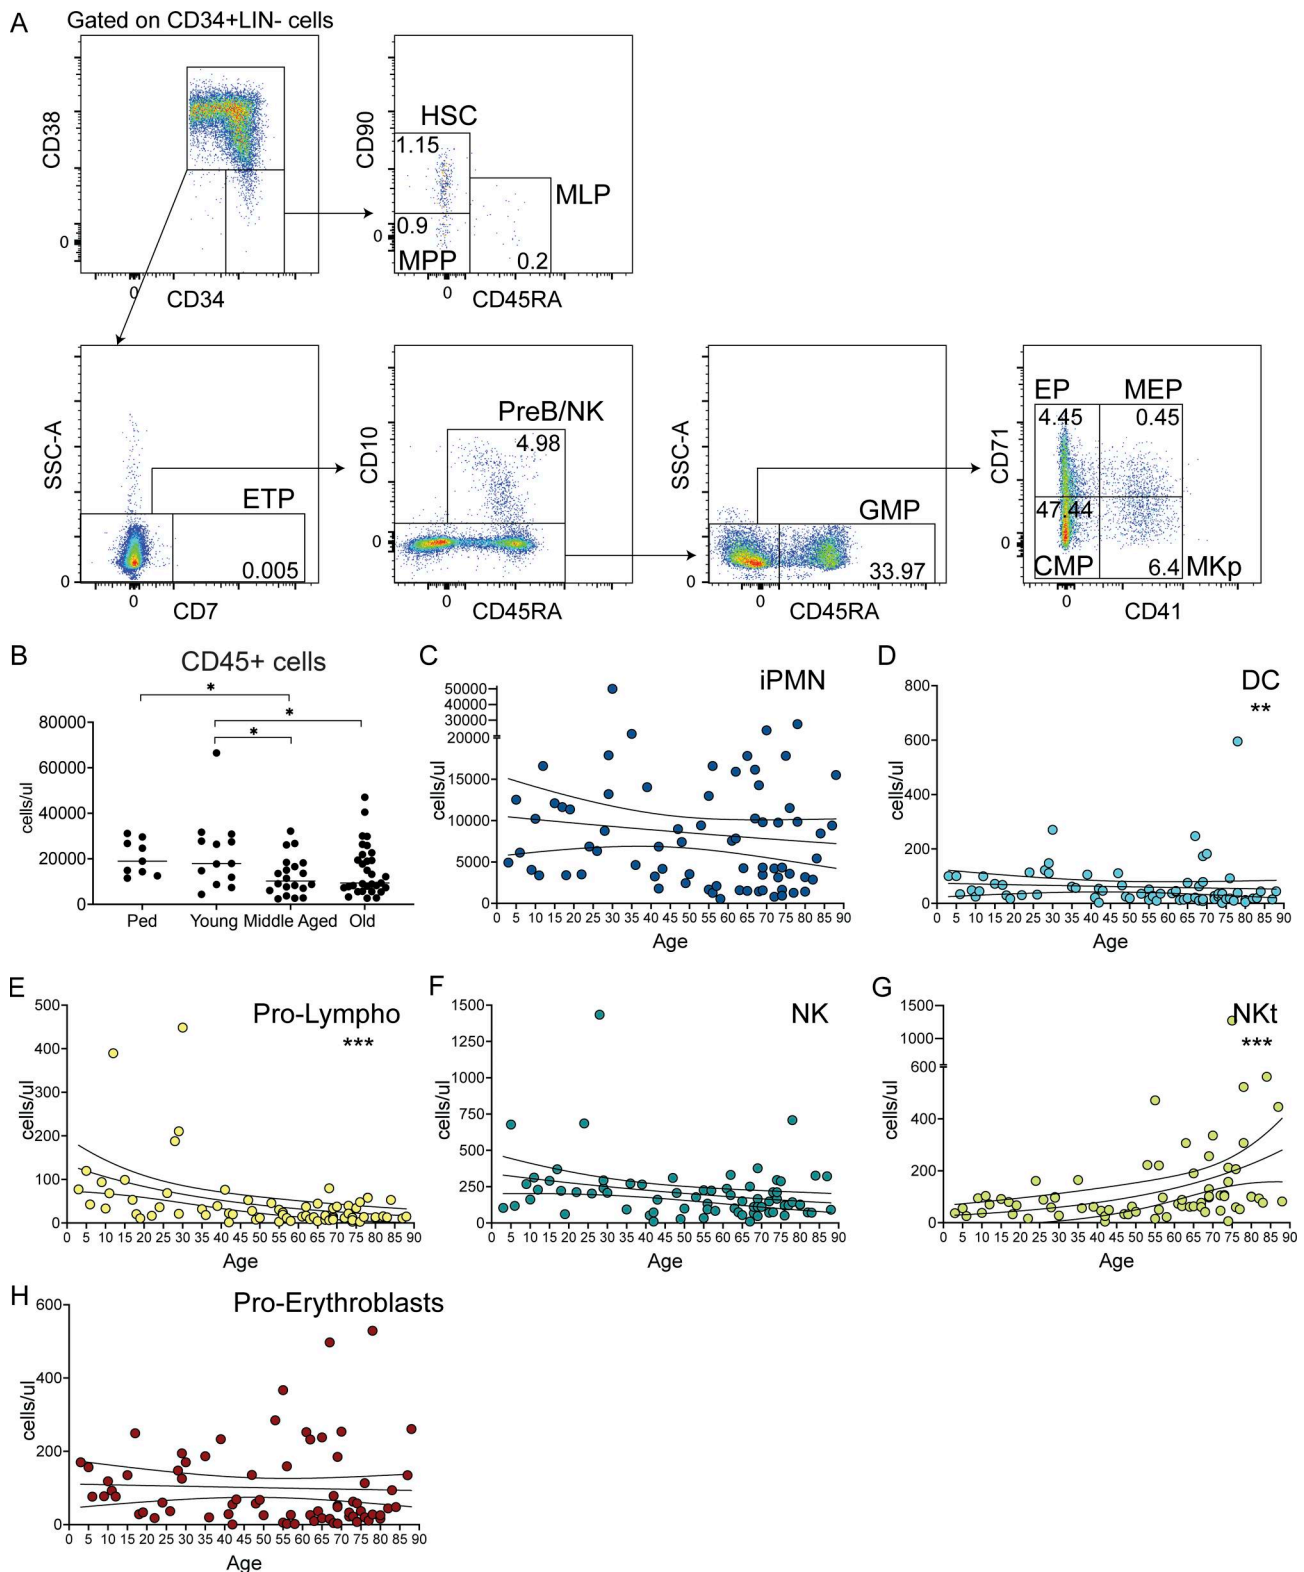 A
Gated on CD34+LIN- cells
CD38
0
0
CD34
CD90
HSC
1.15
MLP
0
0.9
MPP
0.2
0
CD45RA
SSC-A
ETP
0.005
0
0
CD7
CD10
PreB/NK
4.98
0
0
CD45RA
SSC-A
GMP
33.97
0
CD45RA
CD71
EP
MEP
4.45
0.45
47.44
0
CMP
6.4
MKp
0
CD41
B
CD45+ cells
*
*
*
80000
60000
40000
20000
0
cells/ul
Ped Young Middle Aged Old
C
iPMN
50000
40000
30000
20000
15000
10000
5000
0
cells/ul
0 5 10 15 20 25 30 35 40 45 50 55 60 65 70 75 80 85 90
Age
D
DC
**
800
600
400
200
0
cells/ul
0 5 10 15 20 25 30 35 40 45 50 55 60 65 70 75 80 85 90
Age
E
Pro-Lympho
***
500
400
300
200
100
0
cells/ul
0 5 10 15 20 25 30 35 40 45 50 55 60 65 70 75 80 85 90
Age
F
NK
1500
1250
1000
750
500
250
0
cells/ul
0 5 10 15 20 25 30 35 40 45 50 55 60 65 70 75 80 85 90
Age
G
NKt
***
1500
1000
600
400
200
0
cells/ul
0 5 10 15 20 25 30 35 40 45 50 55 60 65 70 75 80 85 90
Age
H
Pro-Erythroblasts
600
400
200
0
cells/ul
0 5 10 15 20 25 30 35 40 45 50 55 60 65 70 75 80 85 90
Age